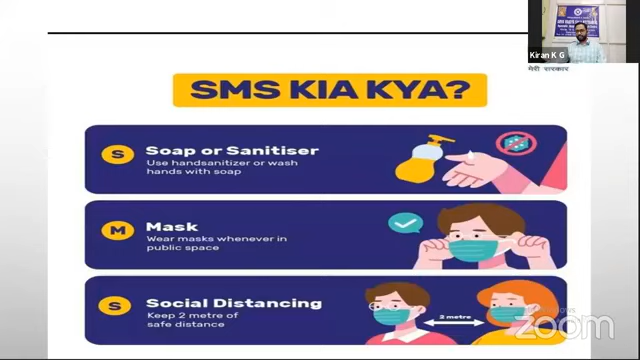 Kiran K G
मेरी सरकार
SMS KIA KYA?
S
Soap or Sanitiser
Use handsanitizer or wash
hands with soap
M
Mask
Wear masks whenever in
public space
S
Social Distancing
Keep 2 metre of
safe distance
2 metre
zoom